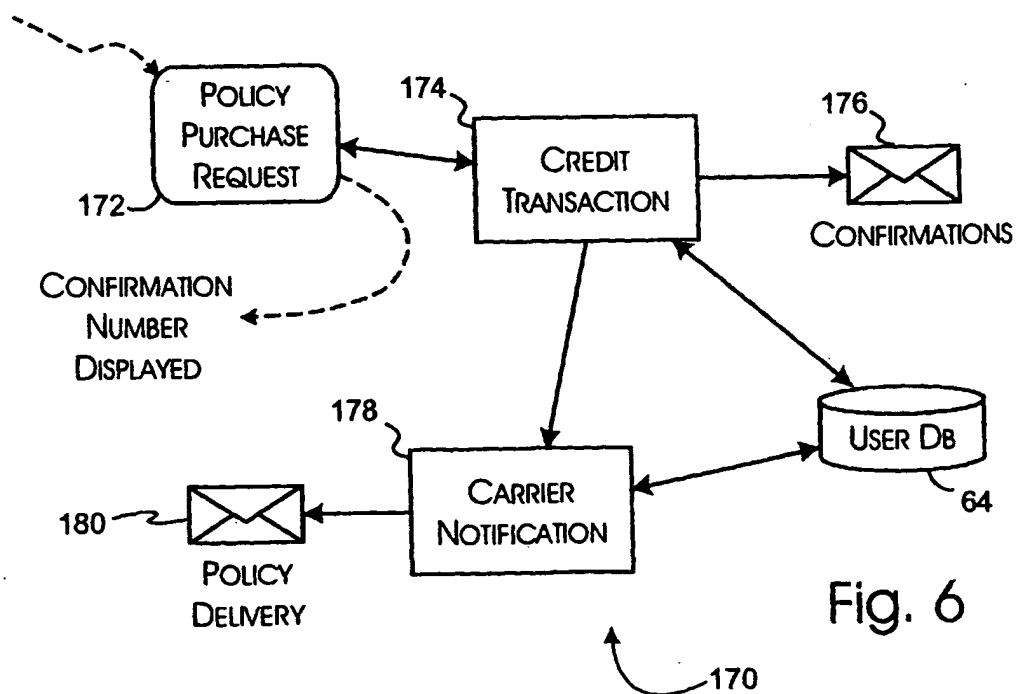 174
176
POLICY
PURCHASE
REQUEST
CREDIT
TRANSACTION
172
CONFIRMATIONS
CONFIRMATION
NUMBER
DISPLAYED
178
USER DB
CARRIER
NOTIFICATION
64
180
POLICY
DELIVERY
Fig. 6
170